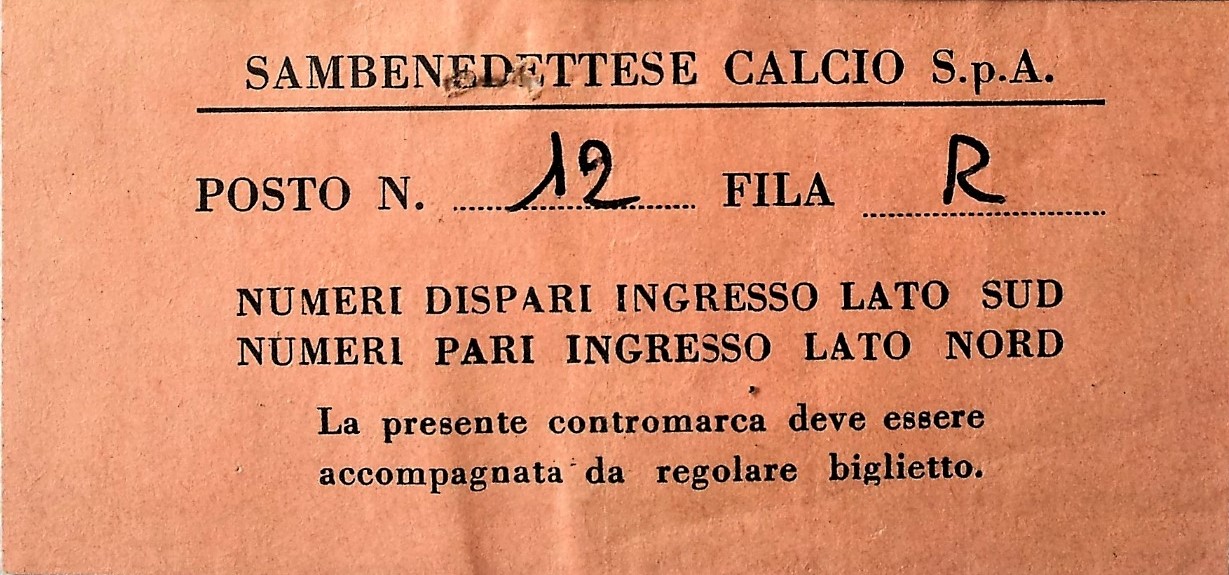 SAMBENEDETTESE CALCIO S.p.A.
POSTO N. 12 FILA R
NUMERI DISPARI INGRESSO LATO SUD
NUMERI PARI INGRESSO LATO NORD
La presente contromarca deve essere
accompagnata da regolare biglietto.